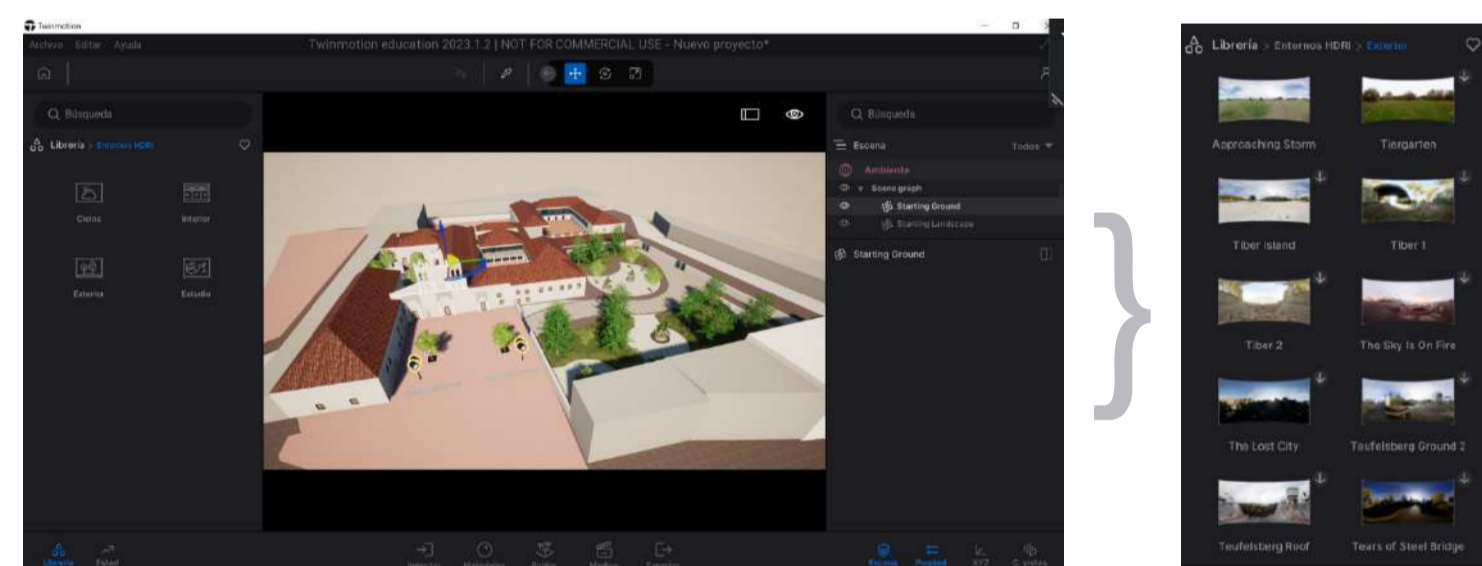 Twinmotion
Archivo Editar Ayuda
Twinmotion education 2023.1.2 | NOT FOR COMMERCIAL USE - Nuevo proyecto*
Búsqueda
Librería > Entornos HDRI
Cielos
Interior
Exterior
Estudio
Búsqueda
Escena
Todos
Ambiente
Scene graph
Starting Ground
Starting Landscape
Starting Ground
Librería
XYZ
}
Librería > Entornos HDRI > Exterior
Approaching Storm
Tiergarten
Tiber Island
Tiber 1
Tiber 2
The Sky Is On Fire
The Lost City
Teufelsberg Ground 2
Teufelsberg Roof
Tears of Steel Bridge